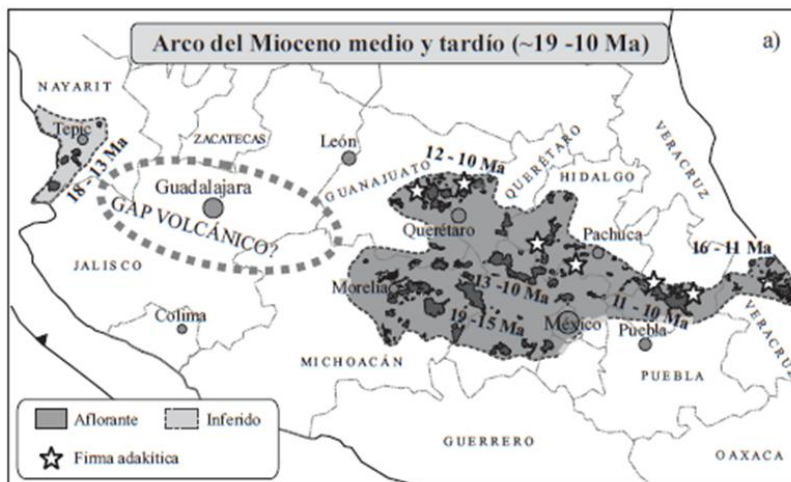 Arco del Mioceno medio y tardío (~19 -10 Ma)
a)
NAYARIT
Tepic
18 - 13 Ma
ZACATECAS
León
Guadalajara
GAP VOLCÁNICO?
JALISCO
Colima
GUANAJUATO
12 - 10 Ma
QUERÉTARO
HIDALGO
VERACRUZ
Querétaro
Pachuca
16 - 11 Ma
Morelia
13 -10 Ma
19 -15 Ma
11 - 10 Ma
México
Puebla
VERACRUZ
MICHOACÁN
PUEBLA
GUERRERO
OAXACA
Aflorante
Inferido
Firma adakítica